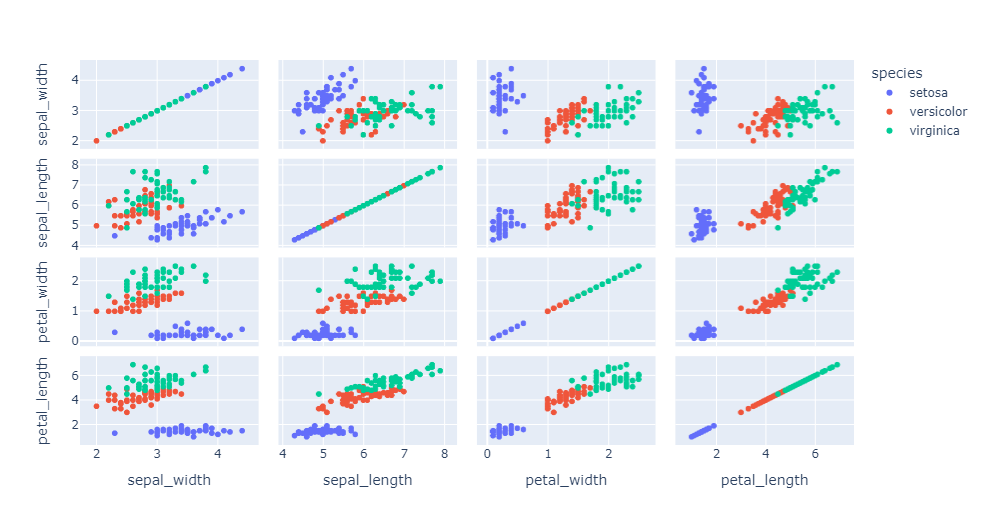 species
setosa
versicolor
virginica
sepal_width
4
3
2
sepal_length
8
7
6
5
4
petal_width
2
1
0
petal_length
6
4
2
2 3 4
4 5 6 7 8
0 1 2
2 4 6
sepal_width sepal_length petal_width petal_length